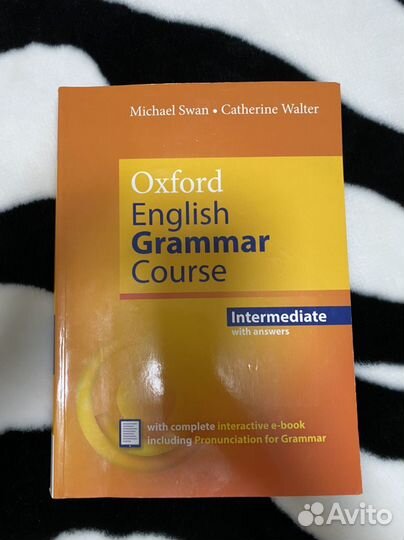 Michael Swan • Catherine Walter
Oxford
English
Grammar
Course
Intermediate
with answers
with complete interactive e-book
including Pronunciation for Grammar
Avito